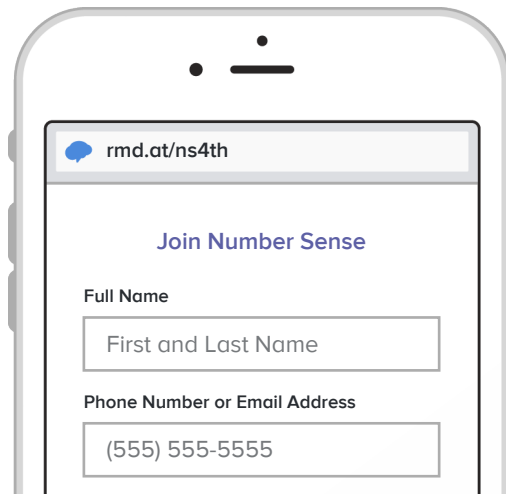 rmd.at/ns4th
Join Number Sense
Full Name
First and Last Name
Phone Number or Email Address
(555) 555-5555